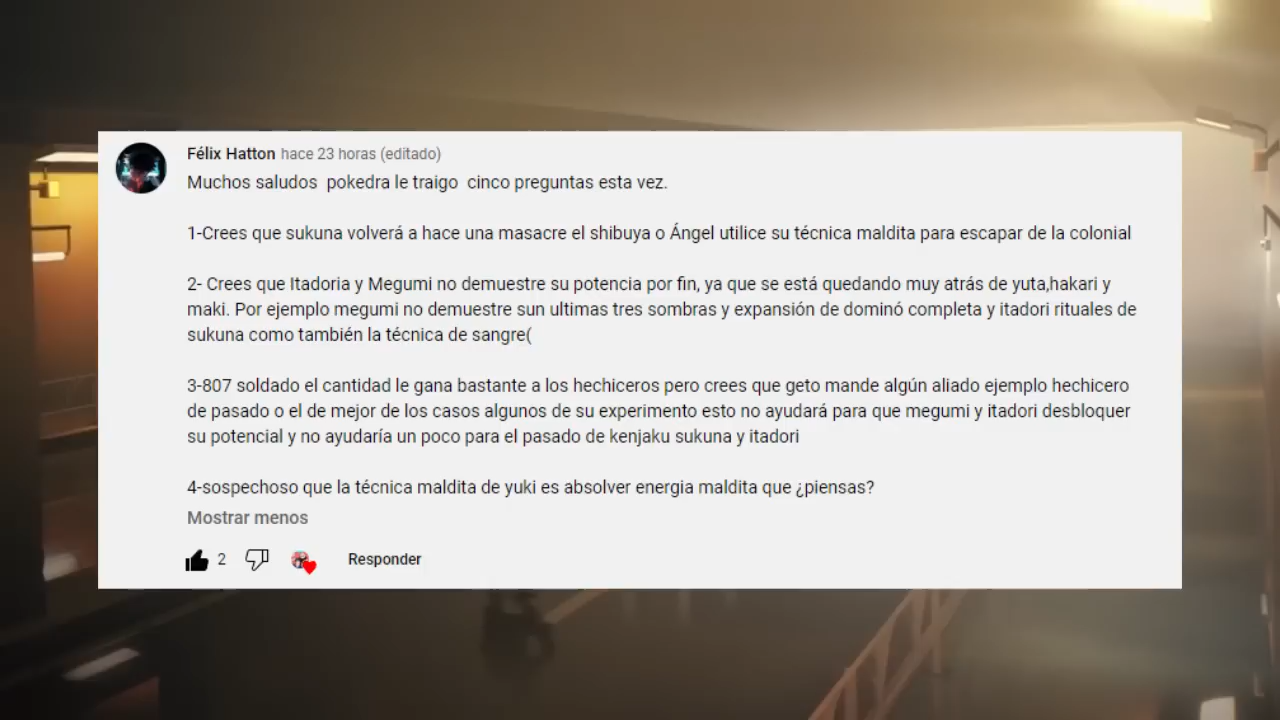 Félix Hatton hace 23 horas (editado)
Muchos saludos pokedra le traigo cinco preguntas esta vez.
1-Crees que sukuna volverá a hace una masacre el shibuya o Ángel utilice su técnica maldita para escapar de la colonial
2- Crees que Itadoria y Megumi no demuestre su potencia por fin, ya que se está quedando muy atrás de yuta,hakari y
maki. Por ejemplo megumi no demuestre sun ultimas tres sombras y expansión de dominó completa y itadori rituales de
sukuna como también la técnica de sangre(
3-807 soldado el cantidad le gana bastante a los hechiceros pero crees que geto mande algún aliado ejemplo hechicero
de pasado o el de mejor de los casos algunos de su experimento esto no ayudará para que megumi y itadori desbloquer
su potencial y no ayudaría un poco para el pasado de kenjaku sukuna y itadori
4-sospechoso que la técnica maldita de yuki es absolver energia maldita que ¿piensas?
Mostrar menos
2 Responder